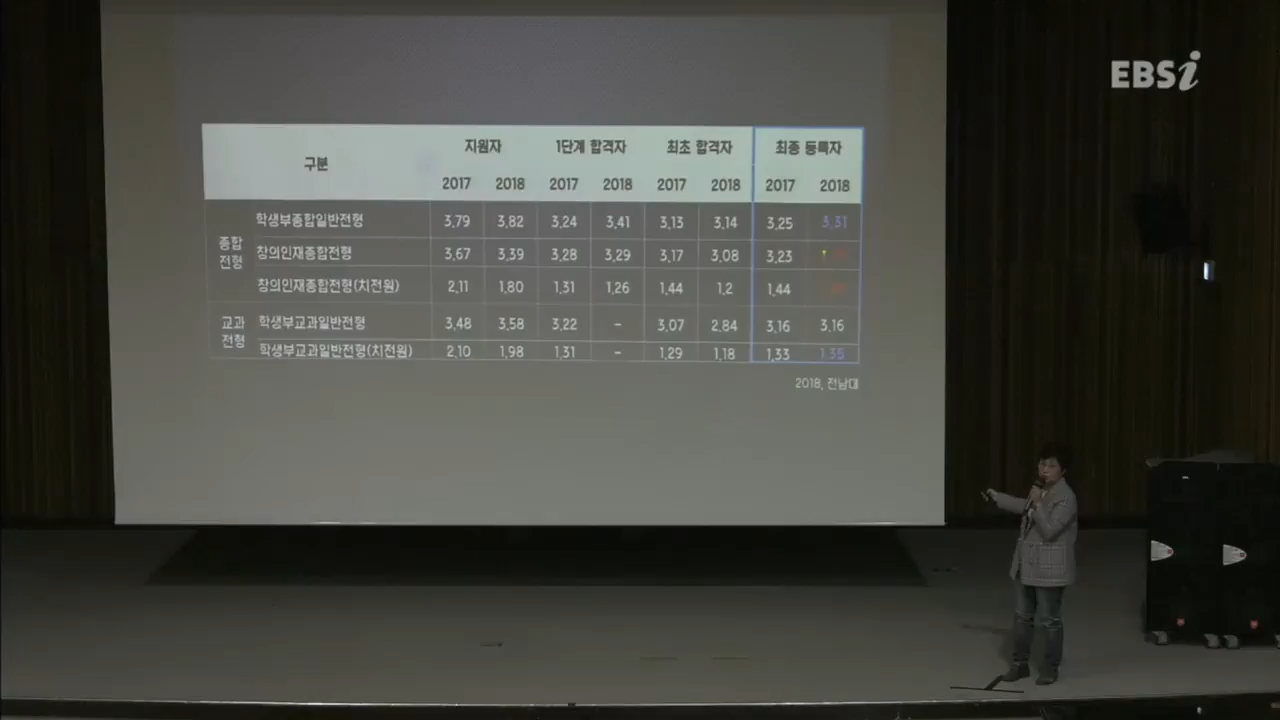 EBSi
구분 지원자 1단계 합격자 최초 합격자 최종 등록자
2017 2018 2017 2018 2017 2018 2017 2018
종합전형
학생부종합일반전형 3.79 3.82 3.24 3.41 3.13 3.14 3.25 3.31
창의인재종합전형 3.67 3.39 3.28 3.29 3.17 3.08 3.23
창의인재종합전형(치전원) 2.11 1.80 1.31 1.26 1.44 1.2 1.44
교과전형
학생부교과일반전형 3.48 3.58 3.22 - 3.07 2.84 3.16 3.16
학생부교과일반전형(치전원) 2.10 1.98 1.31 - 1.29 1.18 1.33 1.35
2018, 전남대